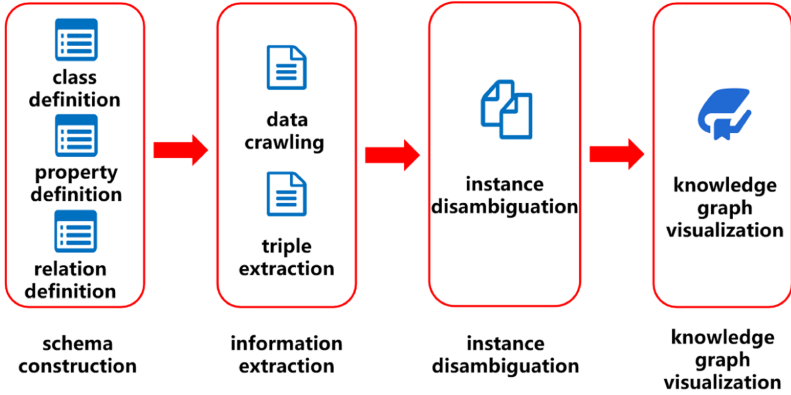 class
definition
property
definition
relation
definition
schema
construction
data
crawling
triple
extraction
information
extraction
instance
disambiguation
instance
disambiguation
knowledge
graph
visualization
knowledge
graph
visualization